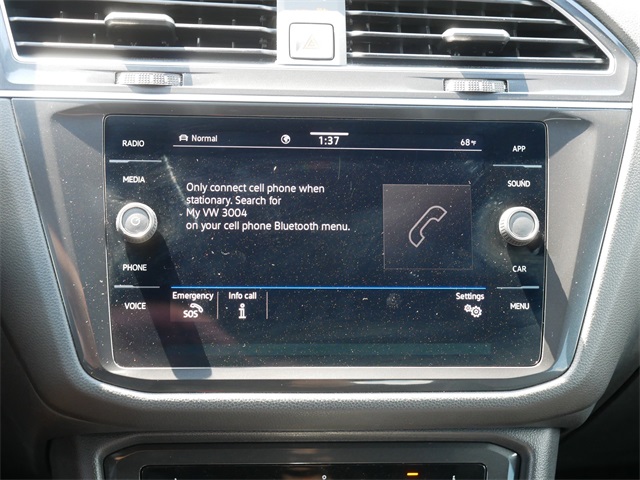 RADIO
MEDIA
PHONE
VOICE
Normal
1:37
68°F
Only connect cell phone when
stationary. Search for
My VW 3004
on your cell phone Bluetooth menu.
Emergency
SOS
Info call
Settings
APP
SOUND
CAR
MENU